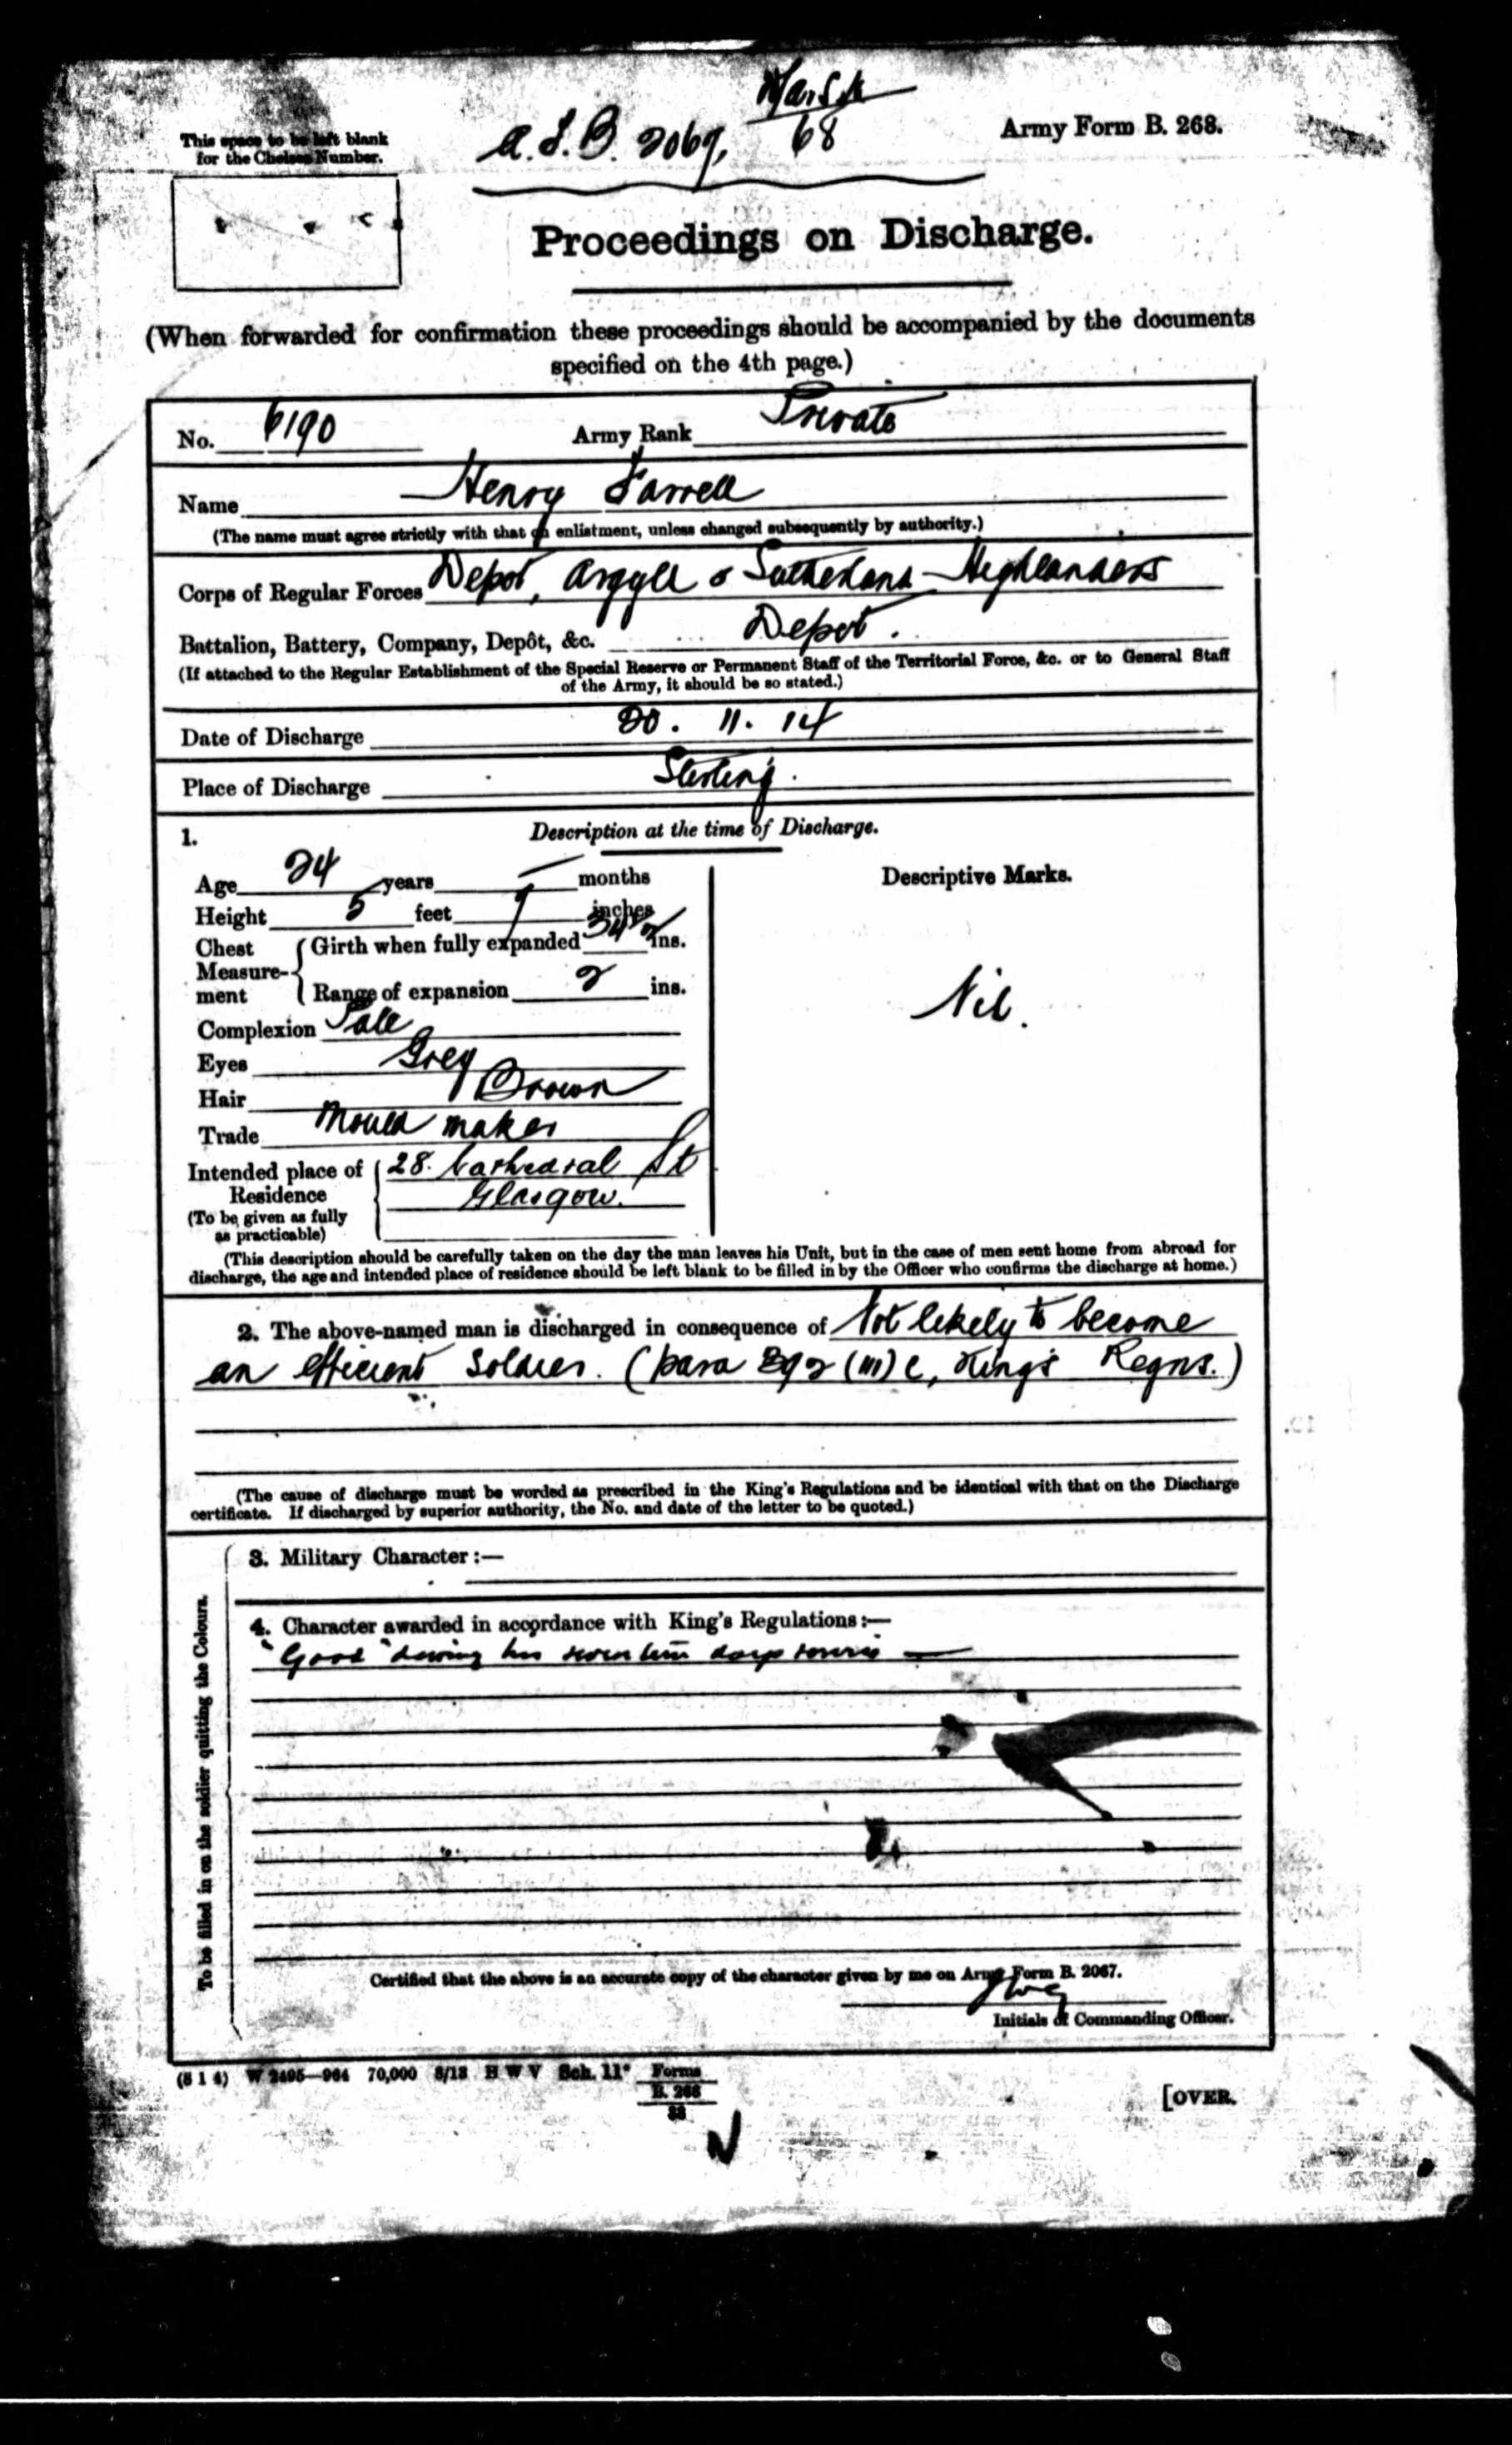 This space to be left blank
for the Chelsea Number.
68
Army Form B. 268.
Proceedings on Discharge.
(When forwarded for confirmation these proceedings should be accompanied by the documents
specified on the 4th page.)
No. 6190 Army Rank Private
Name Henry Farrell
(The name must agree strictly with that on enlistment, unless changed subsequently by authority.)
Corps of Regular Forces Depot, Argyll & Sutherland Highlanders
Battalion, Battery, Company, Depôt, &c. Depot.
(If attached to the Regular Establishment of the Special Reserve or Permanent Staff of the Territorial Force, &c. or to General Staff
of the Army, it should be so stated.)
Date of Discharge 20. 11. 14
Place of Discharge Stirling.
1. Description at the time of Discharge.
Age 24 years — months
Height 5 feet inches
Chest Measurement
Girth when fully expanded ins.
Range of expansion 2 ins.
Complexion Pale
Eyes Grey
Hair Brown
Trade Mould maker
Intended place of Residence
(To be given as fully as practicable)
28. Cathedral St
Glasgow.
Descriptive Marks.
Nil.
(This description should be carefully taken on the day the man leaves his Unit, but in the case of men sent home from abroad for
discharge, the age and intended place of residence should be left blank to be filled in by the Officer who confirms the discharge at home.)
2. The above-named man is discharged in consequence of Not likely to become
an efficient Soldier. (para 392 (III) c, King's Regns.)
(The cause of discharge must be worded as prescribed in the King's Regulations and be identical with that on the Discharge
certificate. If discharged by superior authority, the No. and date of the letter to be quoted.)
To be filled in on the soldier quitting the Colours.
3. Military Character :—
4. Character awarded in accordance with King's Regulations :—
"Good" during his days service —
Certified that the above is an accurate copy of the character given by me on Army Form B. 2067.
Initials of Commanding Officer.
(8 1 4) W 2495—964 70,000 8/13 H W V Sch. 11° Forms
B. 268
[OVER.